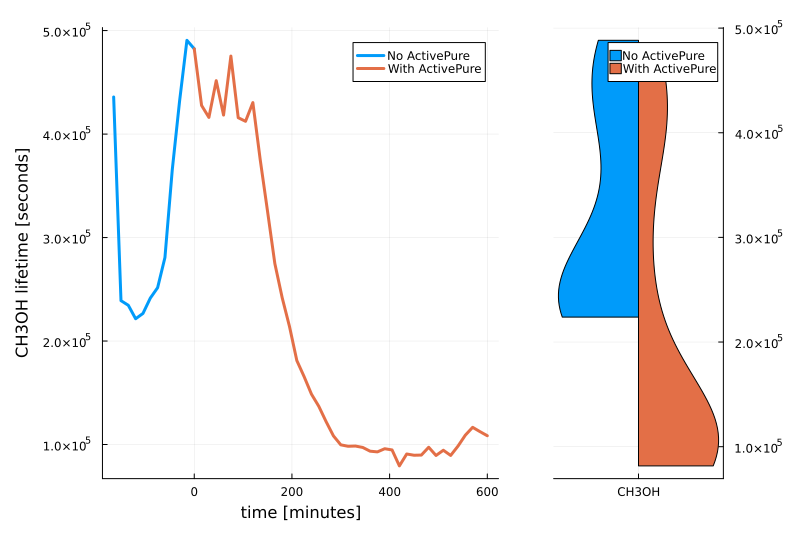 CH3OH lifetime [seconds]
5.0×10⁵
4.0×10⁵
3.0×10⁵
2.0×10⁵
1.0×10⁵
No ActivePure
With ActivePure
0
200
400
600
time [minutes]
No ActivePure
With ActivePure
5.0×10⁵
4.0×10⁵
3.0×10⁵
2.0×10⁵
1.0×10⁵
CH3OH